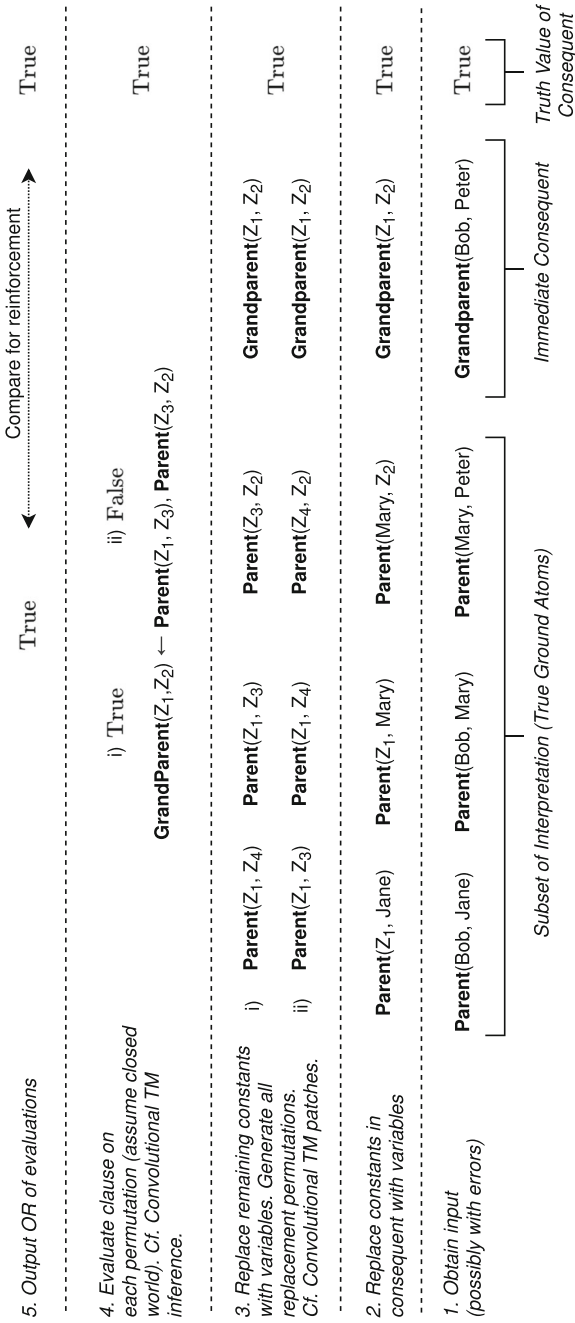 Compare for reinforcement
5. Output OR of evaluations
True
True
4. Evaluate clause on
each permutation (assume closed
world). Cf. Convolutional TM
inference.
i) True
ii) False
GrandParent(Z1,Z2) ← Parent(Z1, Z3), Parent(Z3, Z2)
True
3. Replace remaining constants
with variables. Generate all
replacement permutations.
Cf. Convolutional TM patches.
i) Parent(Z1, Z4) Parent(Z1, Z3) Parent(Z3, Z2) Grandparent(Z1, Z2)
ii) Parent(Z1, Z3) Parent(Z1, Z4) Parent(Z4, Z2) Grandparent(Z1, Z2)
True
2. Replace constants in
consequent with variables
Parent(Z1, Jane) Parent(Z1, Mary) Parent(Mary, Z2) Grandparent(Z1, Z2) True
1. Obtain input
(possibly with errors)
Parent(Bob, Jane) Parent(Bob, Mary) Parent(Mary, Peter) Grandparent(Bob, Peter) True
Subset of Interpretation (True Ground Atoms)
Immediate Consequent
Truth Value of
Consequent